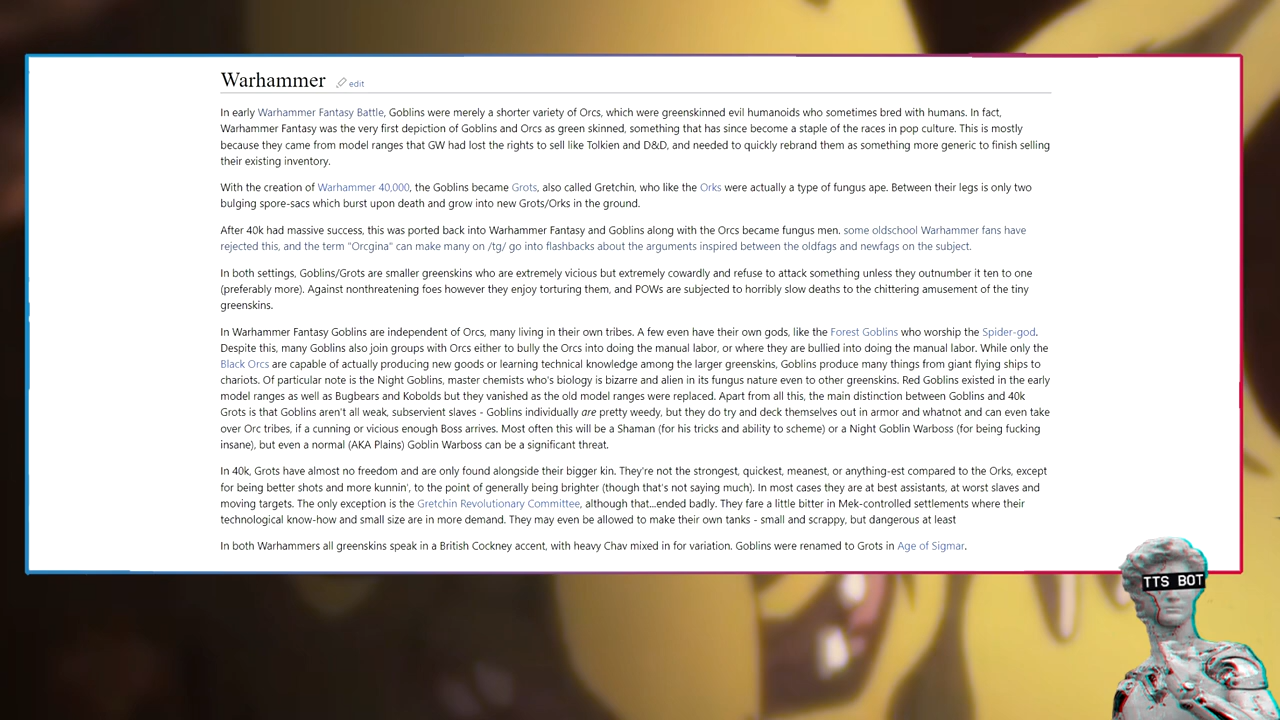 Warhammer edit
In early Warhammer Fantasy Battle, Goblins were merely a shorter variety of Orcs, which were greenskinned evil humanoids who sometimes bred with humans. In fact,
Warhammer Fantasy was the very first depiction of Goblins and Orcs as green skinned, something that has since become a staple of the races in pop culture. This is mostly
because they came from model ranges that GW had lost the rights to sell like Tolkien and D&D, and needed to quickly rebrand them as something more generic to finish selling
their existing inventory.
With the creation of Warhammer 40,000, the Goblins became Grots, also called Gretchin, who like the Orks were actually a type of fungus ape. Between their legs is only two
bulging spore-sacs which burst upon death and grow into new Grots/Orks in the ground.
After 40k had massive success, this was ported back into Warhammer Fantasy and Goblins along with the Orcs became fungus men. some oldschool Warhammer fans have
rejected this, and the term "Orcgina" can make many on /tg/ go into flashbacks about the arguments inspired between the oldfags and newfags on the subject.
In both settings, Goblins/Grots are smaller greenskins who are extremely vicious but extremely cowardly and refuse to attack something unless they outnumber it ten to one
(preferably more). Against nonthreatening foes however they enjoy torturing them, and POWs are subjected to horribly slow deaths to the chittering amusement of the tiny
greenskins.
In Warhammer Fantasy Goblins are independent of Orcs, many living in their own tribes. A few even have their own gods, like the Forest Goblins who worship the Spider-god.
Despite this, many Goblins also join groups with Orcs either to bully the Orcs into doing the manual labor, or where they are bullied into doing the manual labor. While only the
Black Orcs are capable of actually producing new goods or learning technical knowledge among the larger greenskins, Goblins produce many things from giant flying ships to
chariots. Of particular note is the Night Goblins, master chemists who's biology is bizarre and alien in its fungus nature even to other greenskins. Red Goblins existed in the early
model ranges as well as Bugbears and Kobolds but they vanished as the old model ranges were replaced. Apart from all this, the main distinction between Goblins and 40k
Grots is that Goblins aren't all weak, subservient slaves - Goblins individually are pretty weedy, but they do try and deck themselves out in armor and whatnot and can even take
over Orc tribes, if a cunning or vicious enough Boss arrives. Most often this will be a Shaman (for his tricks and ability to scheme) or a Night Goblin Warboss (for being fucking
insane), but even a normal (AKA Plains) Goblin Warboss can be a significant threat.
In 40k, Grots have almost no freedom and are only found alongside their bigger kin. They're not the strongest, quickest, meanest, or anything-est compared to the Orks, except
for being better shots and more kunnin', to the point of generally being brighter (though that's not saying much). In most cases they are at best assistants, at worst slaves and
moving targets. The only exception is the Gretchin Revolutionary Committee, although that...ended badly. They fare a little bitter in Mek-controlled settlements where their
technological know-how and small size are in more demand. They may even be allowed to make their own tanks - small and scrappy, but dangerous at least
In both Warhammers all greenskins speak in a British Cockney accent, with heavy Chav mixed in for variation. Goblins were renamed to Grots in Age of Sigmar.
TTS BOT